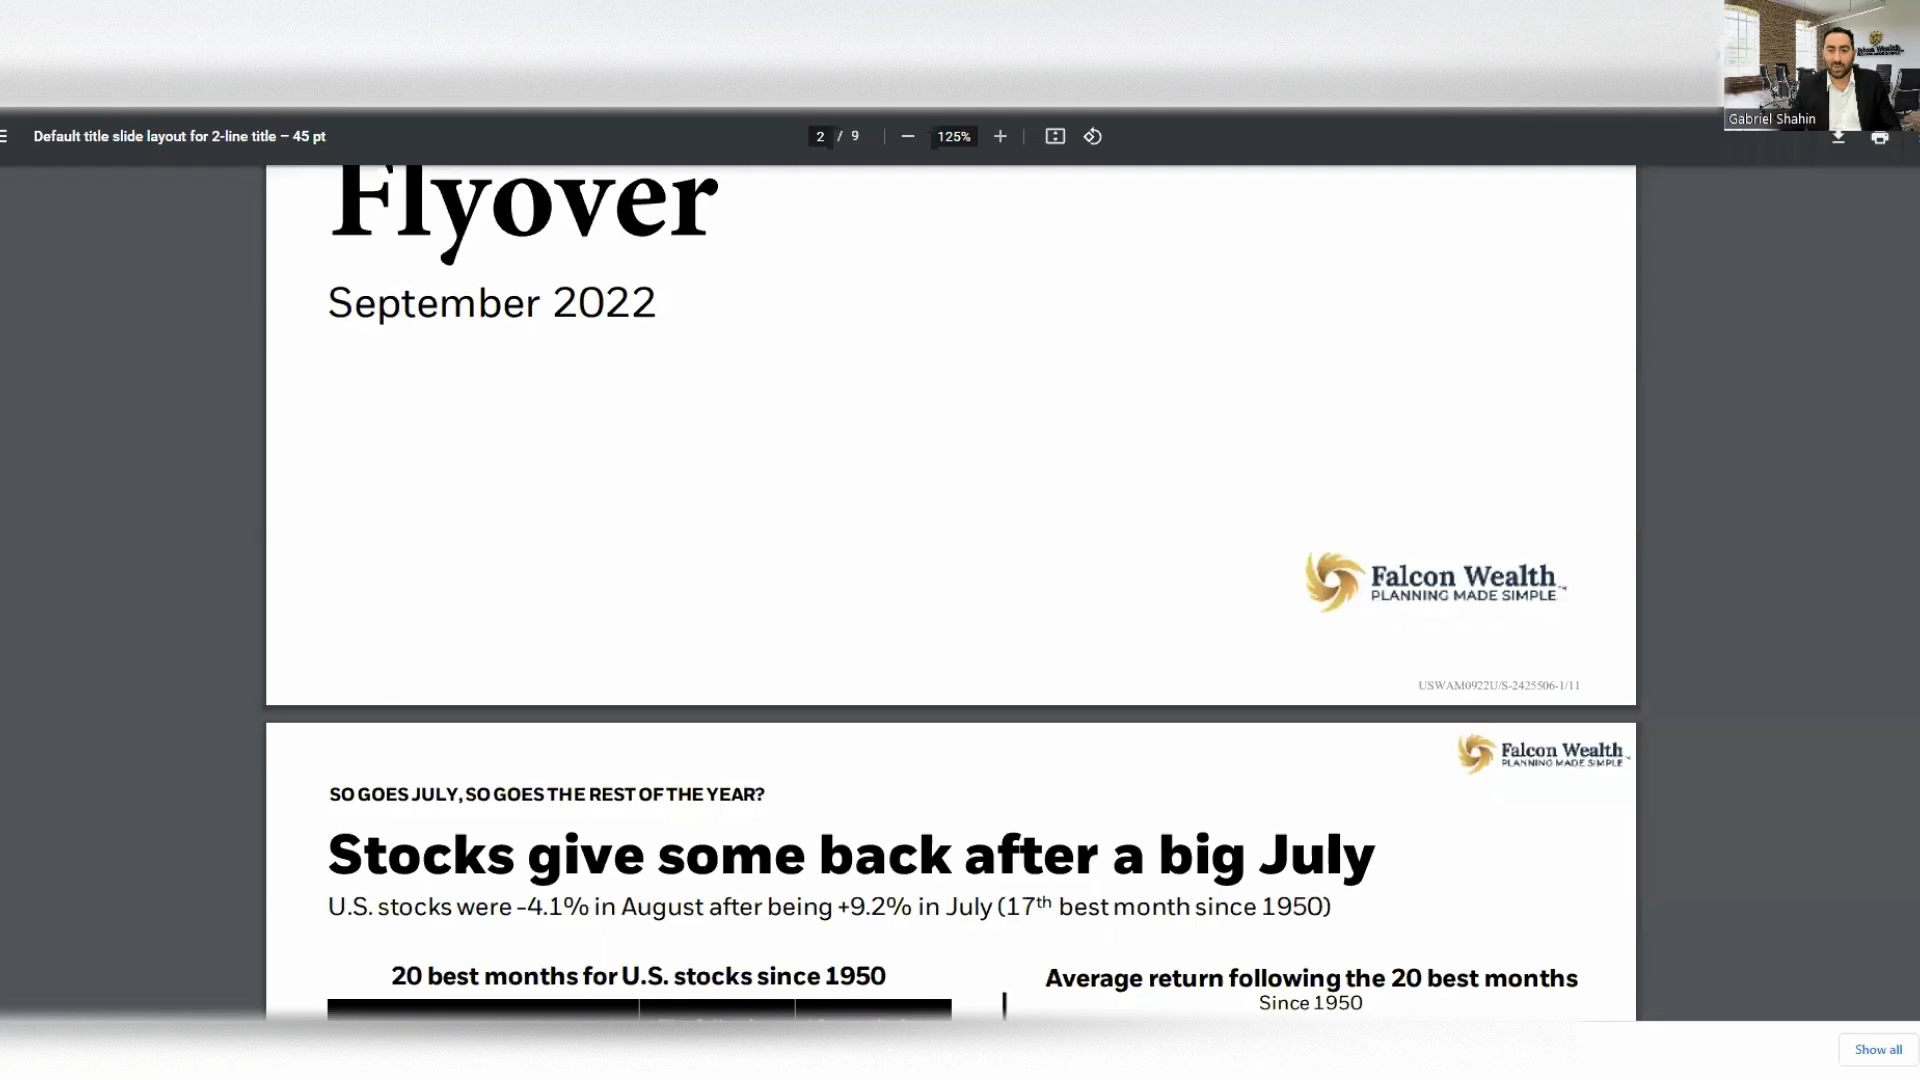 Falcon Wealth
Gabriel Shahin
Default title slide layout for 2-line title – 45 pt
2 / 9
125%
Flyover
September 2022
Falcon Wealth™
PLANNING MADE SIMPLE
USWAM0922U/S-2425506-1/11
Falcon Wealth™
PLANNING MADE SIMPLE
SO GOES JULY, SO GOES THE REST OF THE YEAR?
Stocks give some back after a big July
U.S. stocks were -4.1% in August after being +9.2% in July (17th best month since 1950)
20 best months for U.S. stocks since 1950
Average return following the 20 best months
Since 1950
Show all